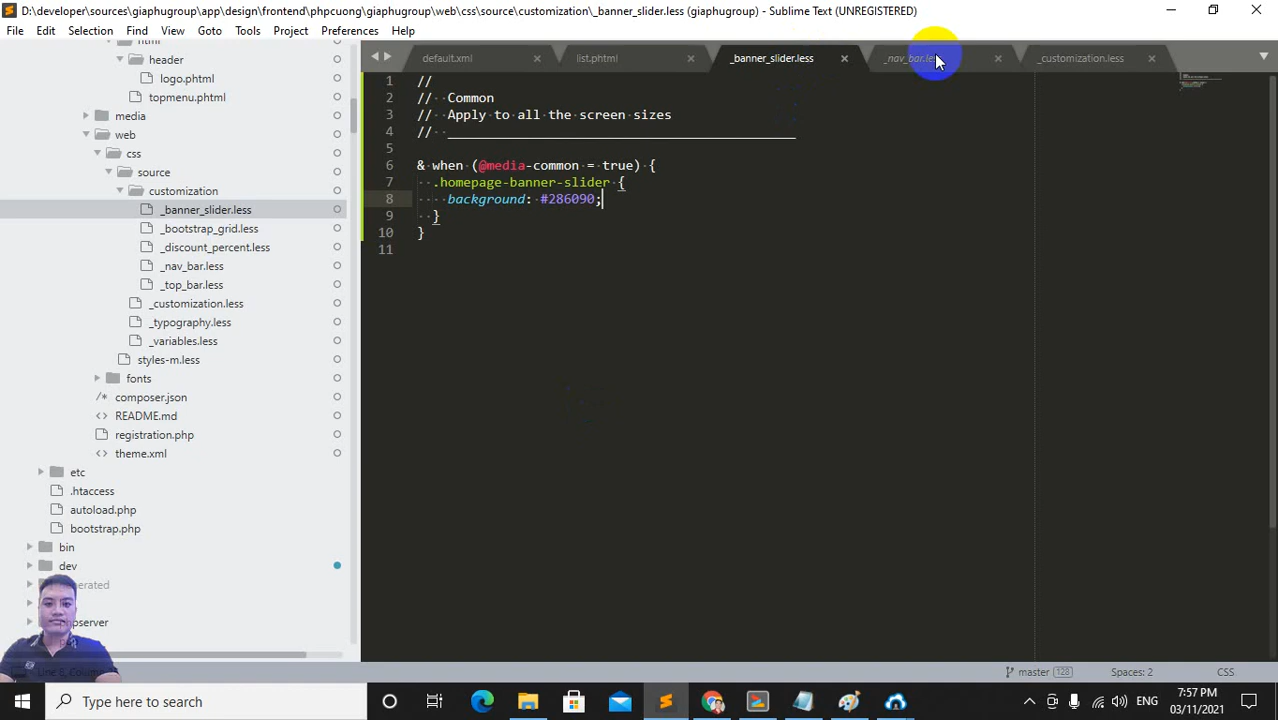 D:\developer\sources\giaphugroup\app\design\frontend\phpcuong\giaphugroup\web\css\source\customization\_banner_slider.less (giaphugroup) - Sublime Text (UNREGISTERED)
File Edit Selection Find View Goto Tools Project Preferences Help
default.xml list.phtml _banner_slider.less _nav_bar.less _customization.less
header
logo.phtml
topmenu.phtml
media
web
css
source
customization
_banner_slider.less
_bootstrap_grid.less
_discount_percent.less
_nav_bar.less
_top_bar.less
_customization.less
_typography.less
_variables.less
styles-m.less
fonts
composer.json
README.md
registration.php
theme.xml
etc
.htaccess
autoload.php
bootstrap.php
bin
dev
1 //
2 // Common
3 // Apply to all the screen sizes
4 // _____________________________________________
5
6 & when (@media-common = true) {
7 .homepage-banner-slider {
8 background: #286090;
9 }
10 }
11
master 128 Spaces: 2 CSS
Type here to search
ENG
7:57 PM
03/11/2021